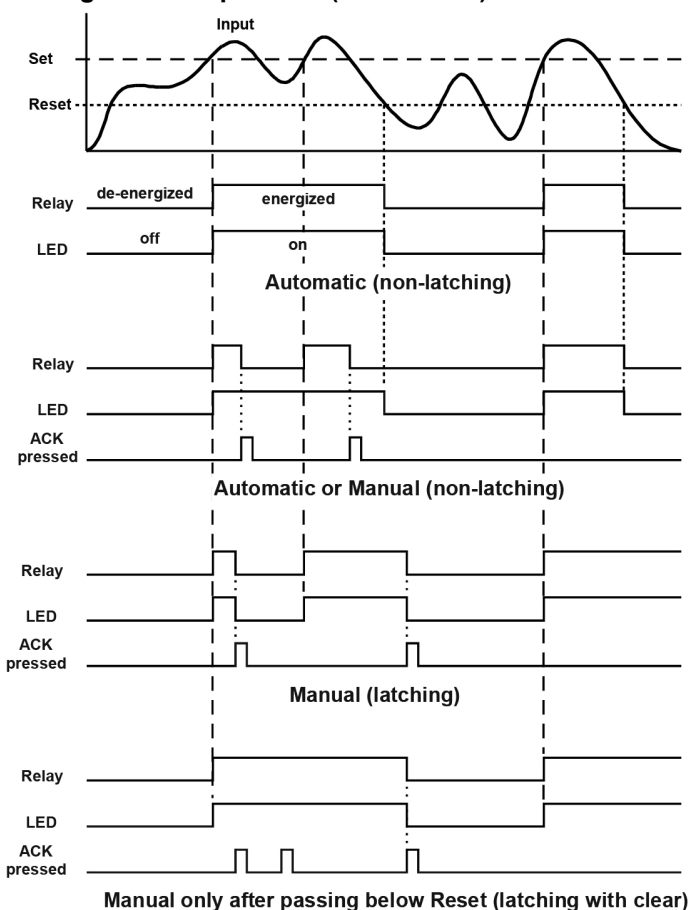 Input
Set
Reset
Relay
de-energized
energized
LED
off
on
Automatic (non-latching)
Relay
LED
ACK
pressed
Automatic or Manual (non-latching)
Relay
LED
ACK
pressed
Manual (latching)
Relay
LED
ACK
pressed
Manual only after passing below Reset (latching with clear)